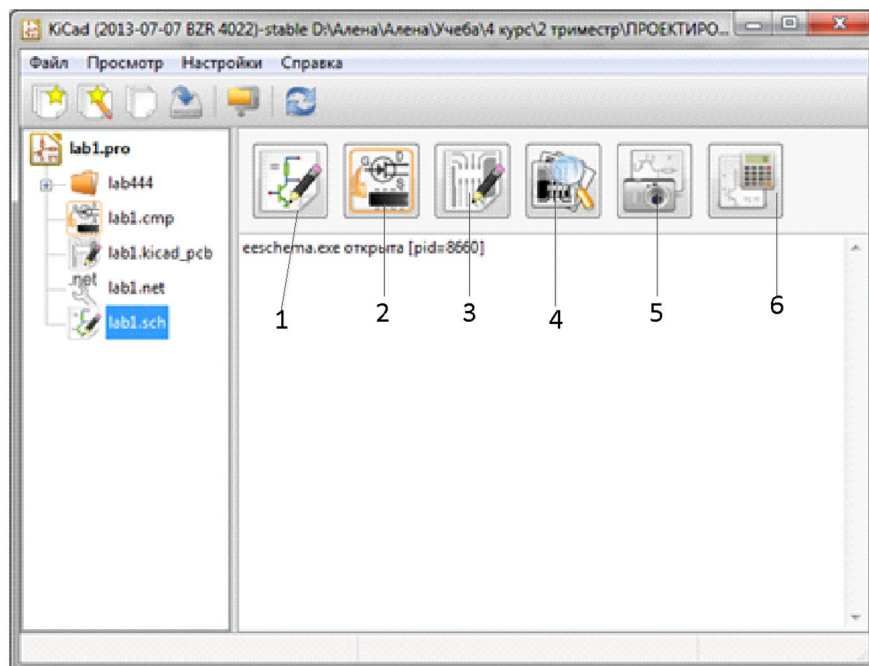 KiCad (2013-07-07 BZR 4022)-stable D:\Алена\Алена\Учеба\4 курс\2 триместр\ПРОЕКТИРО...
Файл Просмотр Настройки Справка
lab1.pro
lab444
lab1.cmp
lab1.kicad_pcb
.net lab1.net
lab1.sch
eeschema.exe открыта [pid=8660]
1 2 3 4 5 6